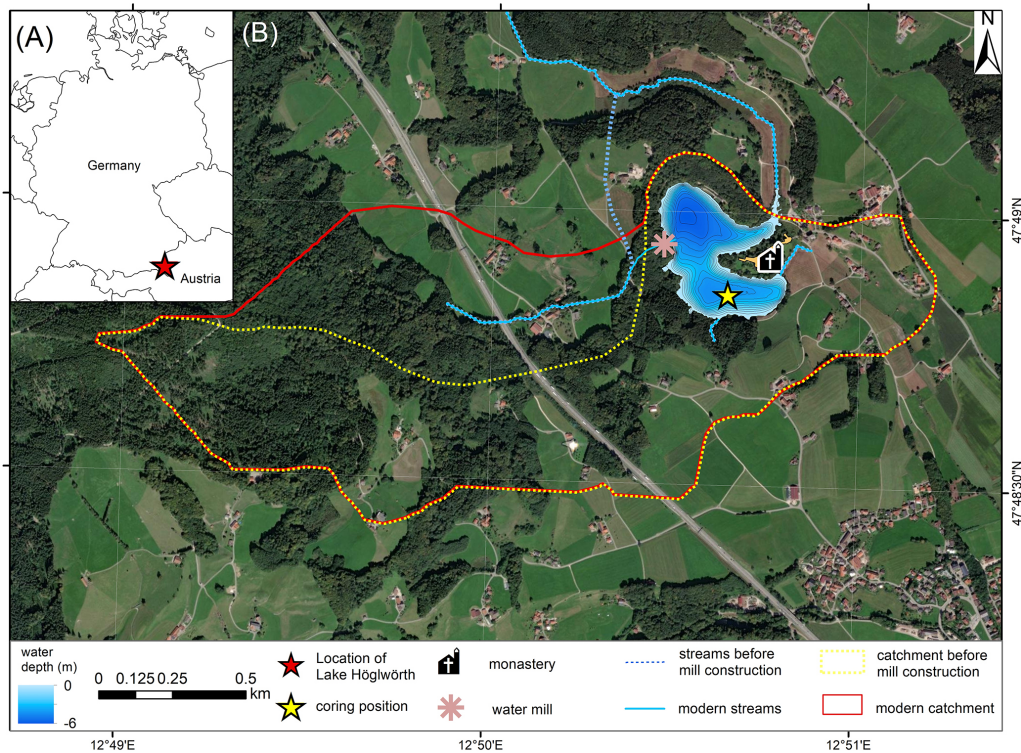 (A)
(B)
N
Germany
Austria
47°49'N
47°48'30"N
water
depth (m)
0
-6
0 0.125 0.25 0.5
km
Location of
Lake Höglwörth
coring position
monastery
water mill
streams before
mill construction
modern streams
catchment before
mill construction
modern catchment
12°49'E
12°50'E
12°51'E